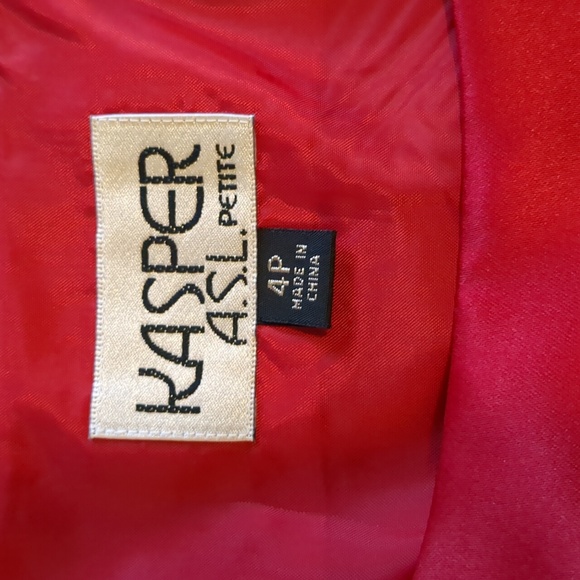 KASPER
A.S.L. PETITE
4P
MADE IN
CHINA